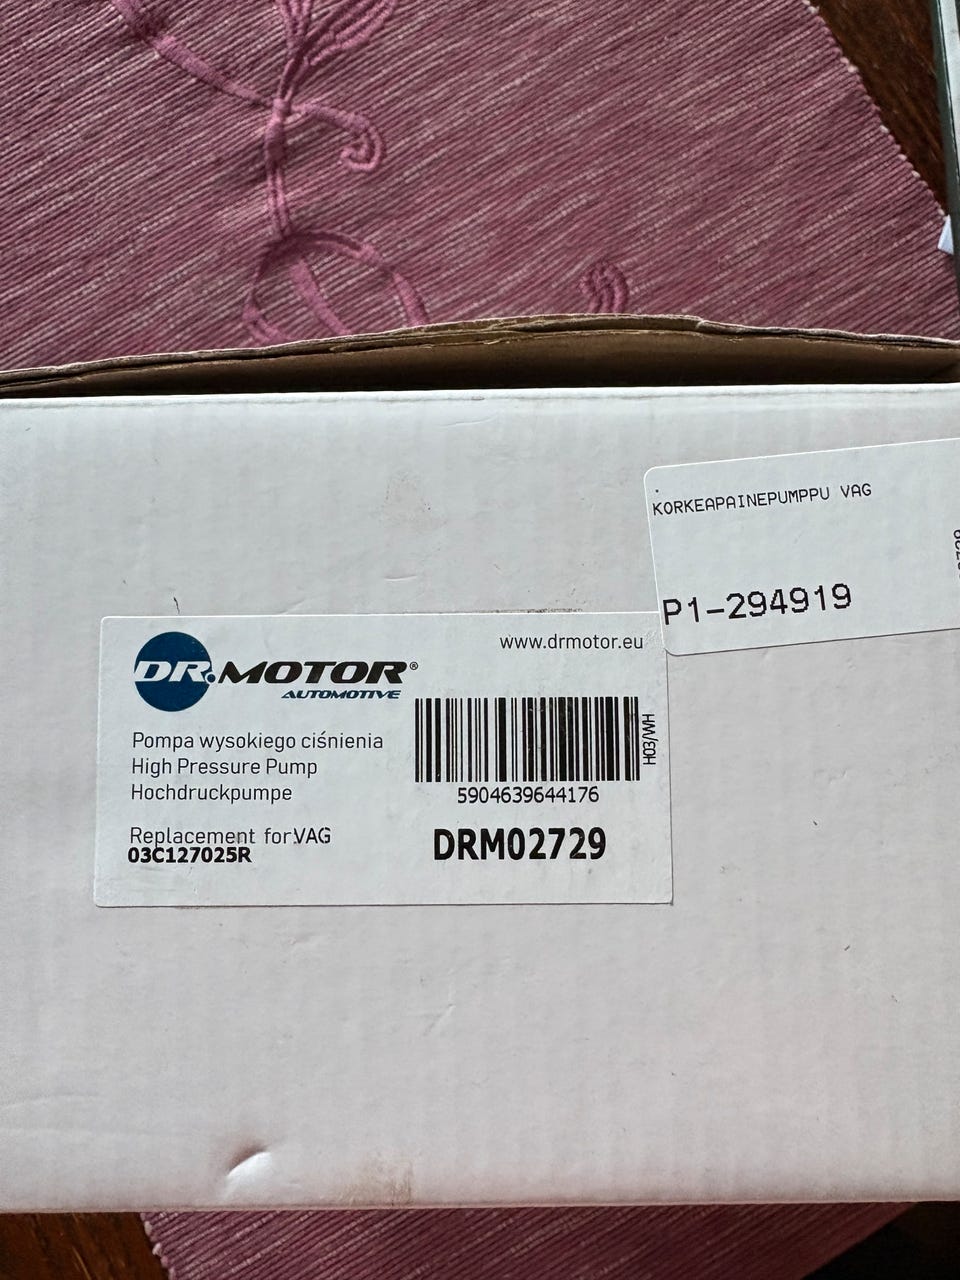 KORKEAPAINEPUMPPU VAG
P1-294919
www.drmotor.eu
DR.MOTOR®
AUTOMOTIVE
Pompa wysokiego ciśnienia
High Pressure Pump
Hochdruckpumpe
H03/WH
5904639644176
Replacement for VAG
03C127025R
DRM02729